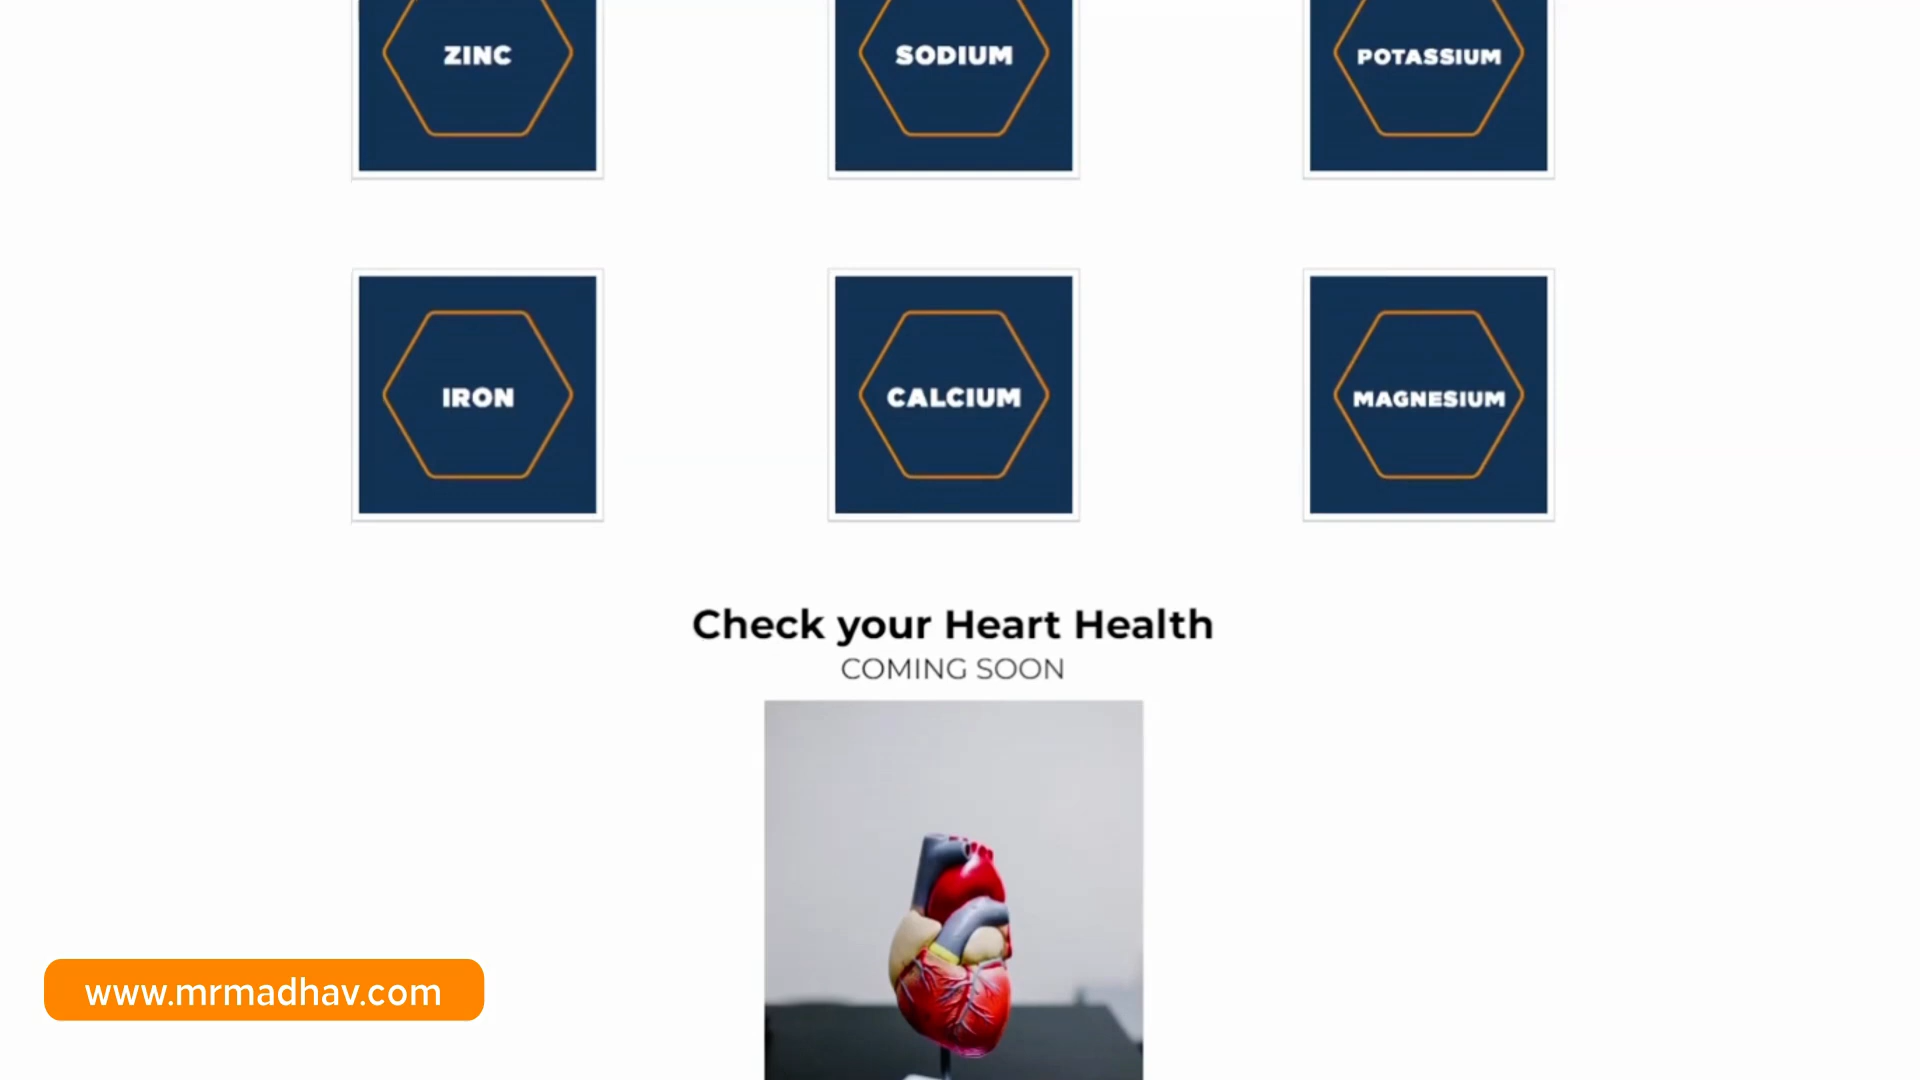 ZINC
SODIUM
POTASSIUM
IRON
CALCIUM
MAGNESIUM
Check your Heart Health
COMING SOON
www.mrmadhav.com